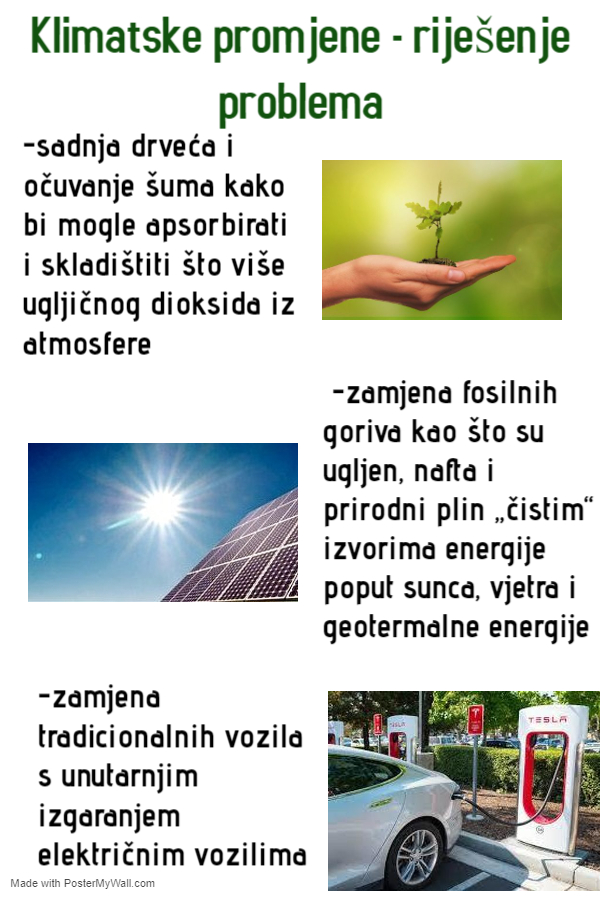 Klimatske promjene - riješenje
problema
-sadnja drveća i
očuvanje šuma kako
bi mogle apsorbirati
i skladištiti što više
ugljičnog dioksida iz
atmosfere
-zamjena fosilnih
goriva kao što su
ugljen, nafta i
prirodni plin „čistim“
izvorima energije
poput sunca, vjetra i
geotermalne energije
-zamjena
tradicionalnih vozila
s unutarnjim
izgaranjem
električnim vozilima
TESLA
Made with PosterMyWall.com